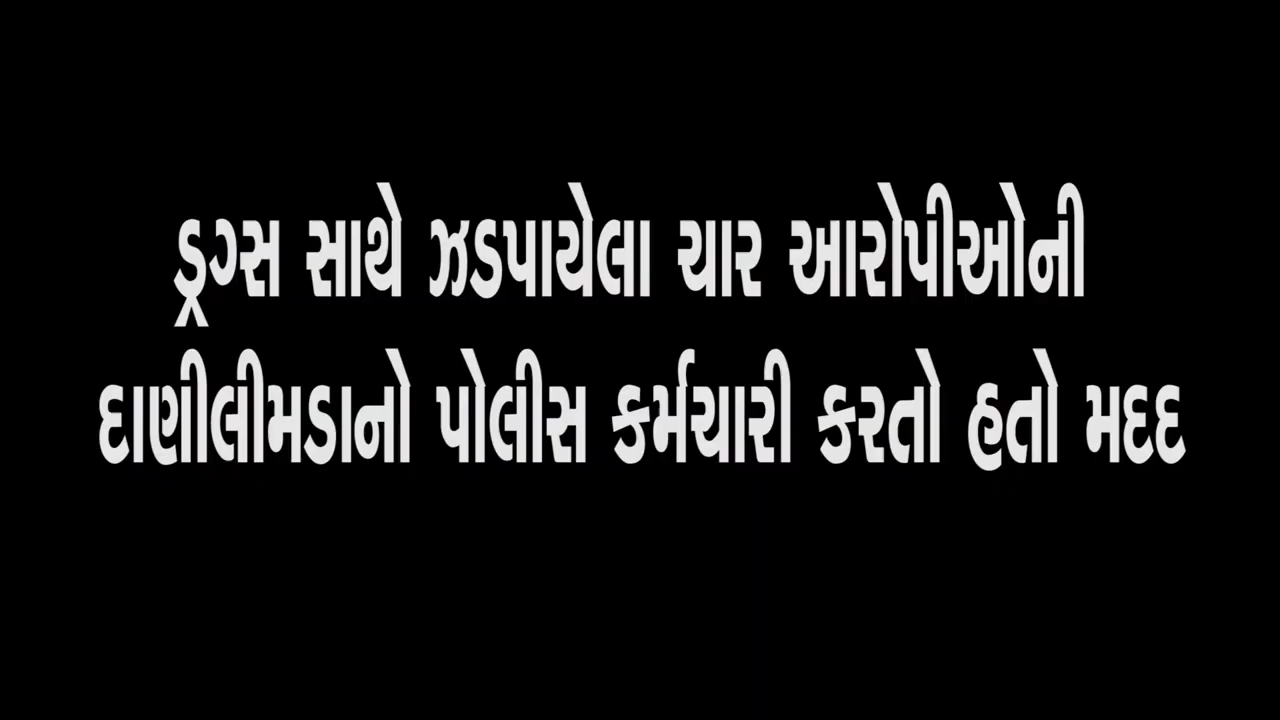 ડ્રગ્સ સાથે ઝડપાયેલા ચાર આરોપીઓની
દાણીલીમડાનો પોલીસ કર્મચારી કરતો હતો મદદ